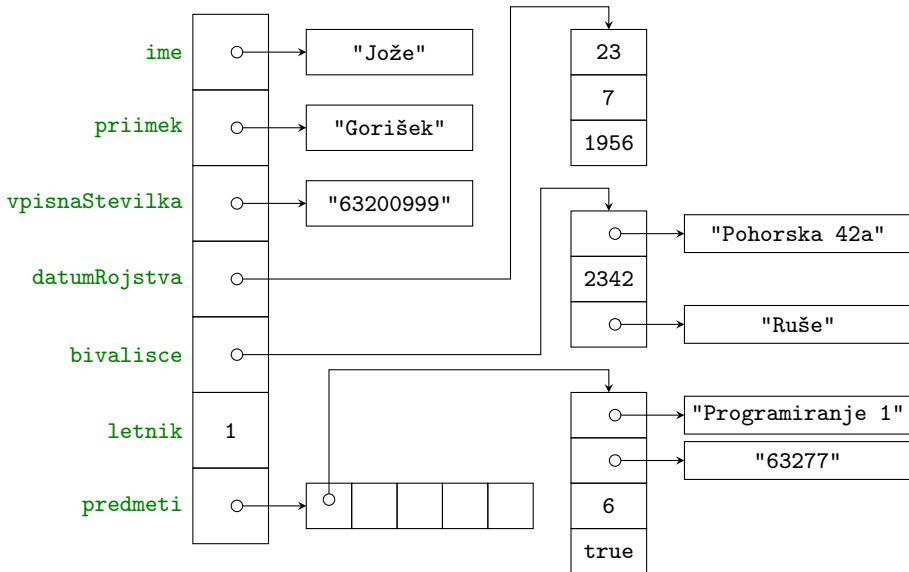 ime
"Jože"
priimek
"Gorišek"
vpisnaStevilka
"63200999"
datumRojstva
23
7
1956
bivalisce
"Pohorska 42a"
2342
"Ruše"
letnik
1
predmeti
"Programiranje 1"
"63277"
6
true